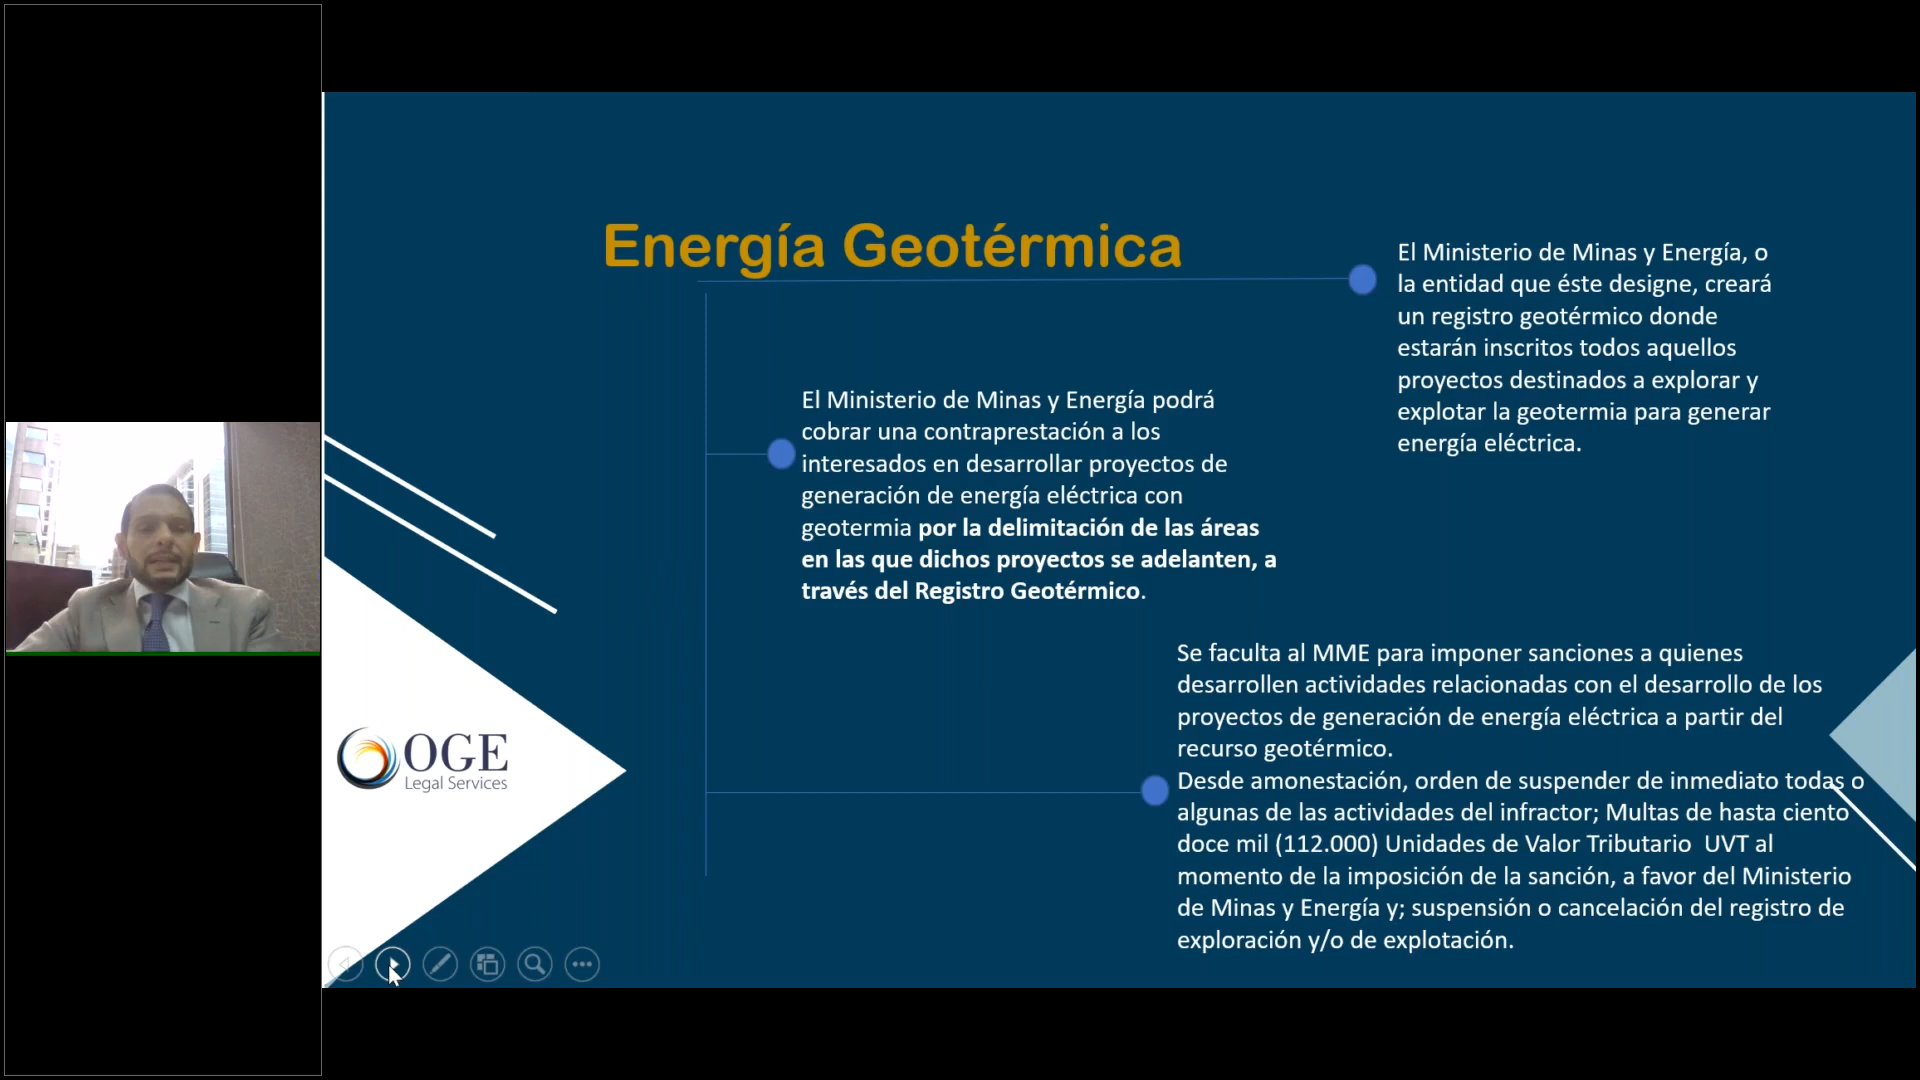 Energía Geotérmica
El Ministerio de Minas y Energía, o
la entidad que éste designe, creará
un registro geotérmico donde
estarán inscritos todos aquellos
proyectos destinados a explorar y
explotar la geotermia para generar
energía eléctrica.
El Ministerio de Minas y Energía podrá
cobrar una contraprestación a los
interesados en desarrollar proyectos de
generación de energía eléctrica con
geotermia por la delimitación de las áreas
en las que dichos proyectos se adelanten, a
través del Registro Geotérmico.
Se faculta al MME para imponer sanciones a quienes
desarrollen actividades relacionadas con el desarrollo de los
proyectos de generación de energía eléctrica a partir del
recurso geotérmico.
Desde amonestación, orden de suspender de inmediato todas o
algunas de las actividades del infractor; Multas de hasta ciento
doce mil (112.000) Unidades de Valor Tributario  UVT al
momento de la imposición de la sanción, a favor del Ministerio
de Minas y Energía y; suspensión o cancelación del registro de
exploración y/o de explotación.
OGE
Legal Services